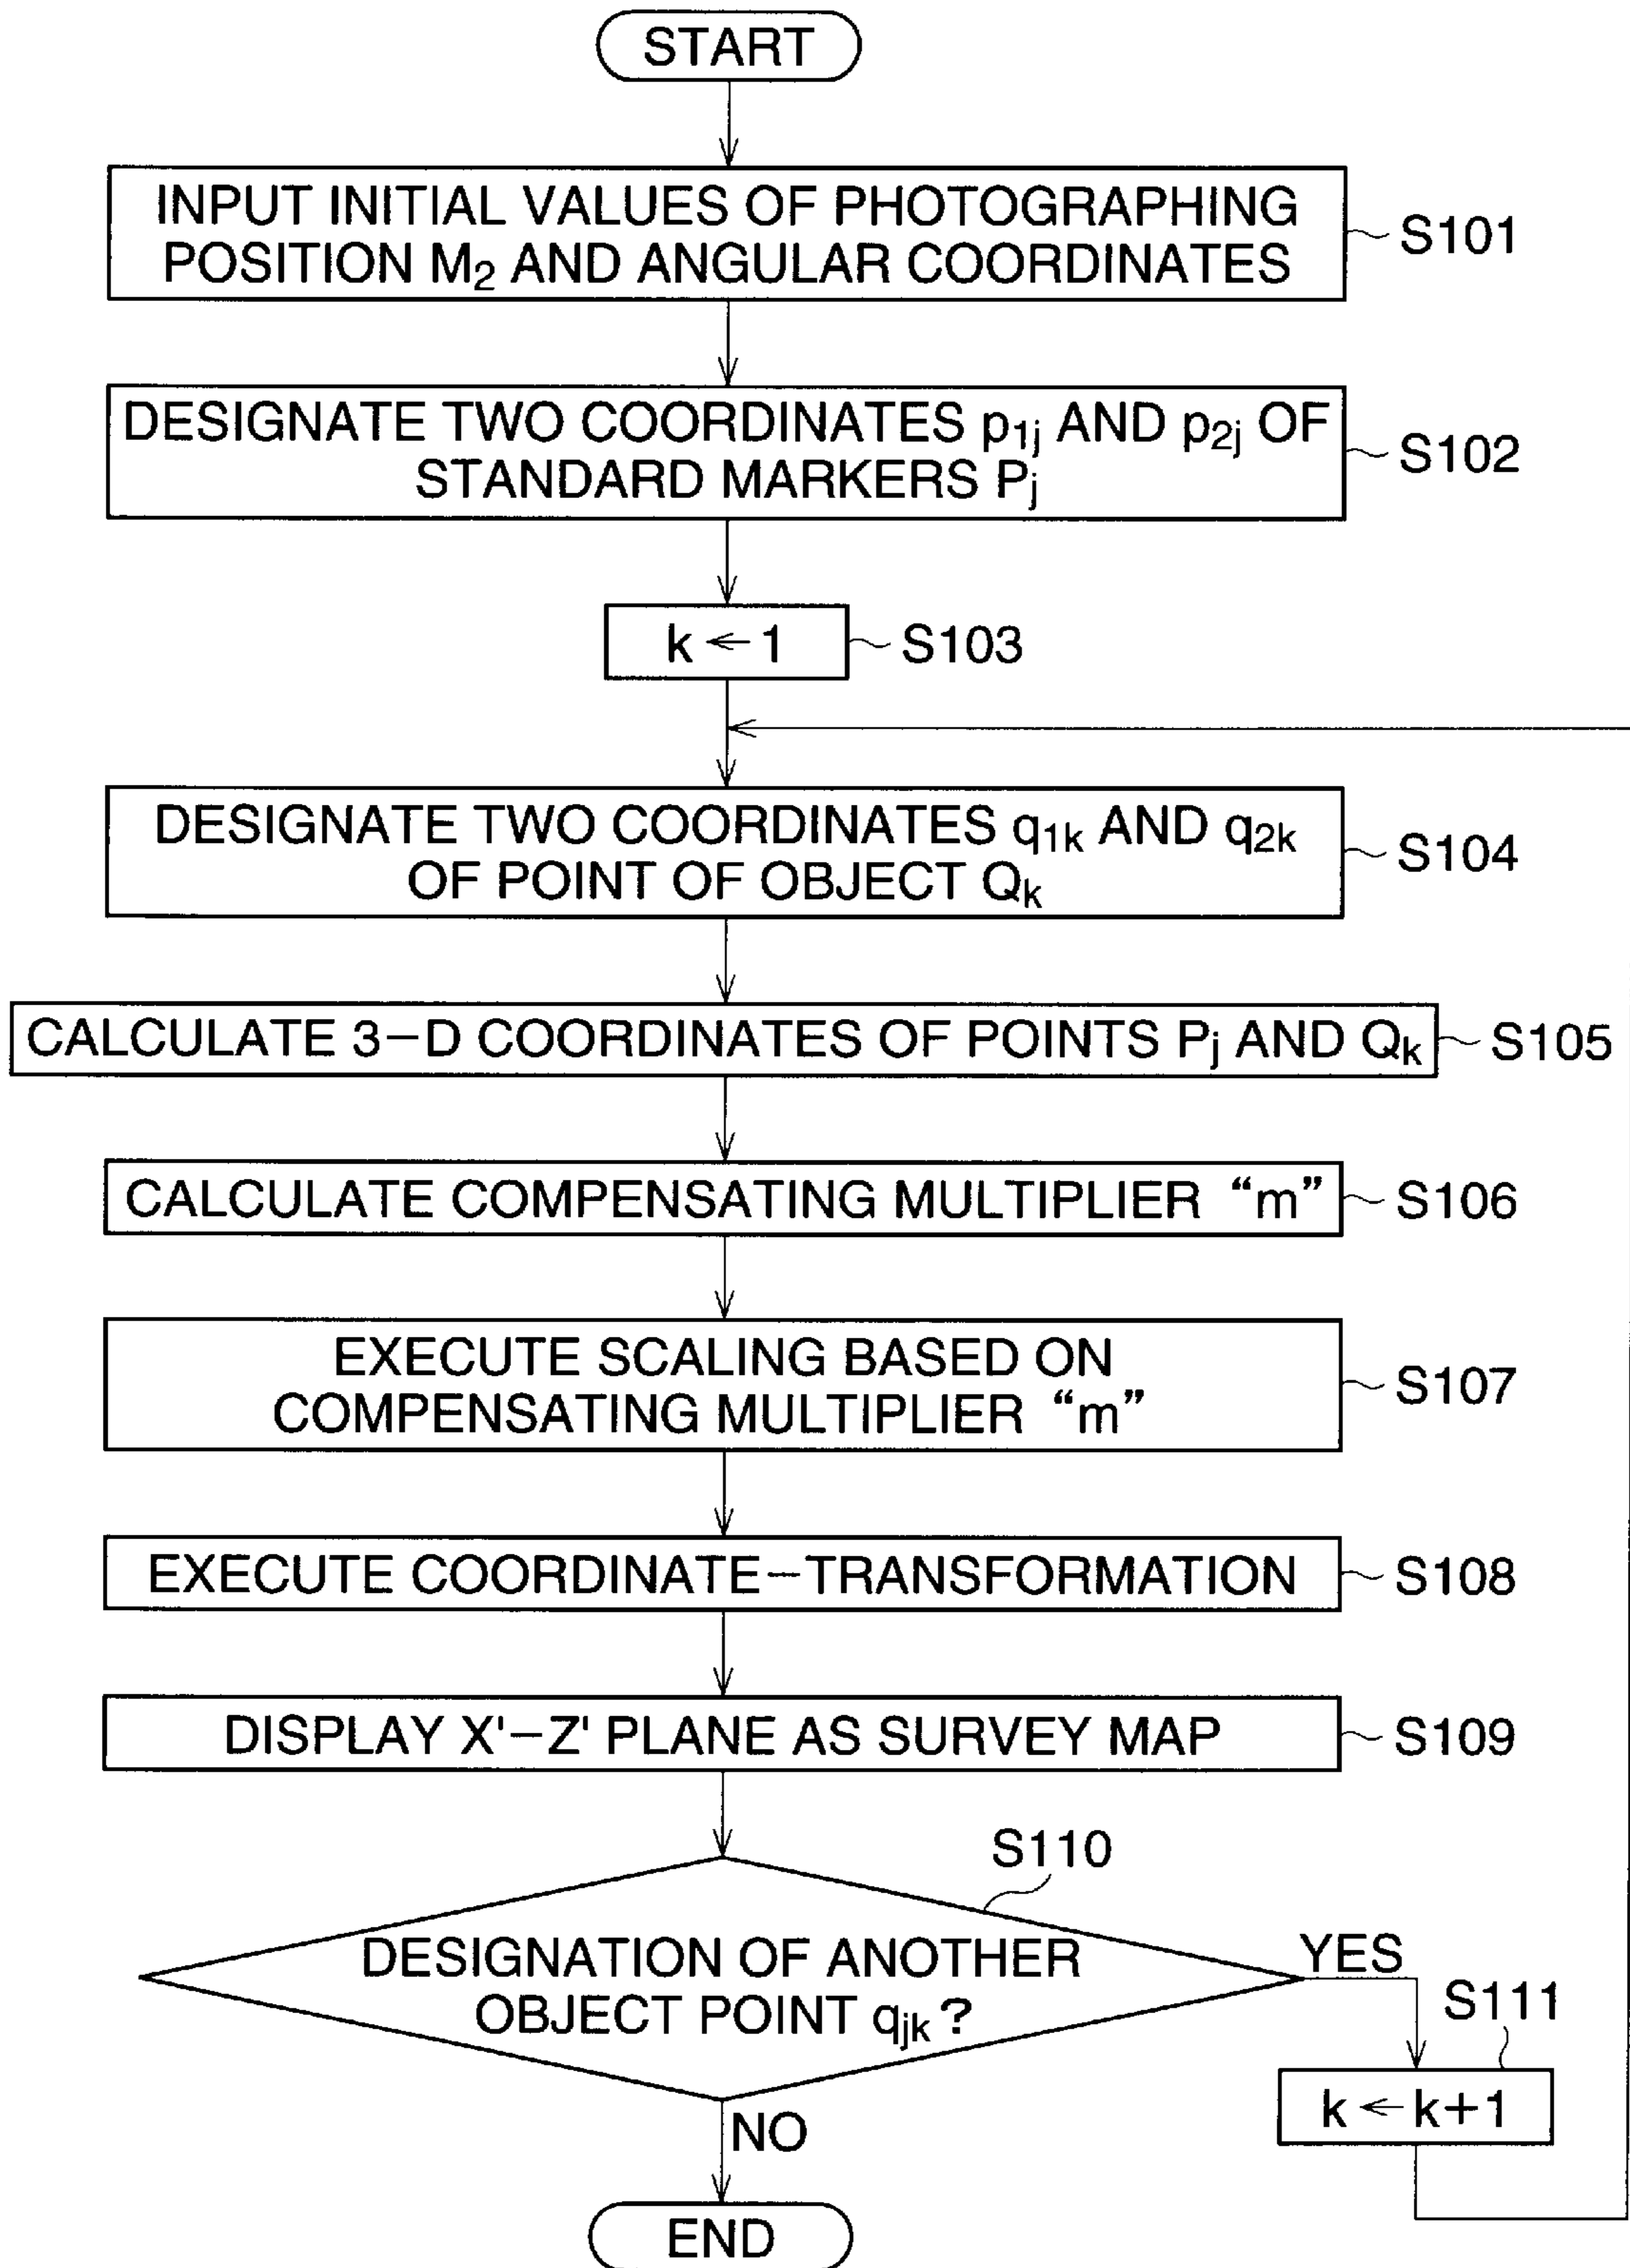 START
INPUT INITIAL VALUES OF PHOTOGRAPHING
POSITION M₂ AND ANGULAR COORDINATES
S101
DESIGNATE TWO COORDINATES p₁ⱼ AND p₂ⱼ OF
STANDARD MARKERS Pⱼ
S102
k ← 1
S103
DESIGNATE TWO COORDINATES q₁ₖ AND q₂ₖ
OF POINT OF OBJECT Qₖ
S104
CALCULATE 3-D COORDINATES OF POINTS Pⱼ AND Qₖ
S105
CALCULATE COMPENSATING MULTIPLIER “m”
S106
EXECUTE SCALING BASED ON
COMPENSATING MULTIPLIER “m”
S107
EXECUTE COORDINATE-TRANSFORMATION
S108
DISPLAY X'-Z' PLANE AS SURVEY MAP
S109
S110
DESIGNATION OF ANOTHER
OBJECT POINT qⱼₖ ?
YES
S111
k ← k+1
NO
END